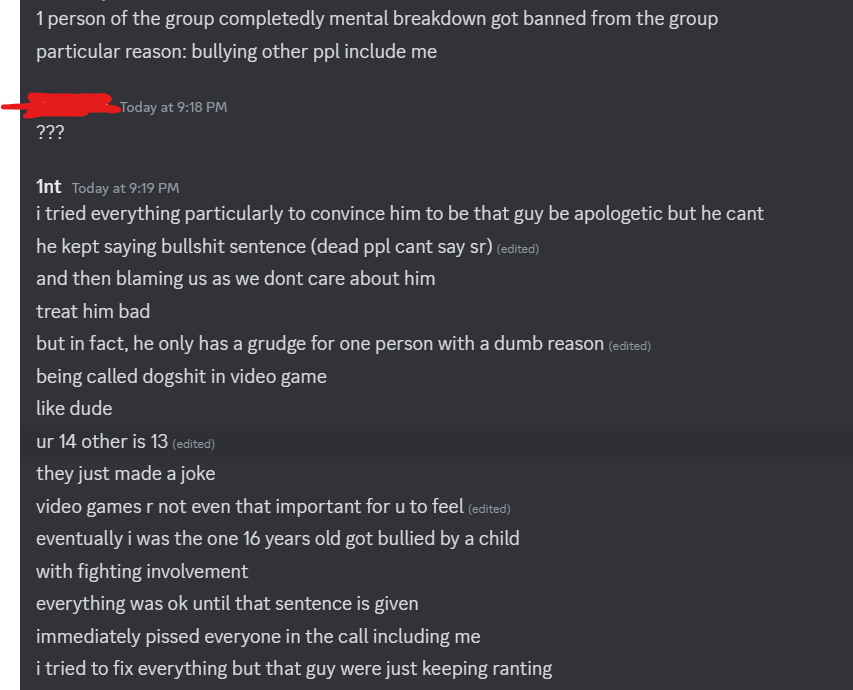 1 person of the group completedly mental breakdown got banned from the group
particular reason: bullying other ppl include me
Today at 9:18 PM
???
1nt Today at 9:19 PM
i tried everything particularly to convince him to be that guy be apologetic but he cant
he kept saying bullshit sentence (dead ppl cant say sr) (edited)
and then blaming us as we dont care about him
treat him bad
but in fact, he only has a grudge for one person with a dumb reason (edited)
being called dogshit in video game
like dude
ur 14 other is 13 (edited)
they just made a joke
video games r not even that important for u to feel (edited)
eventually i was the one 16 years old got bullied by a child
with fighting involvement
everything was ok until that sentence is given
immediately pissed everyone in the call including me
i tried to fix everything but that guy were just keeping ranting